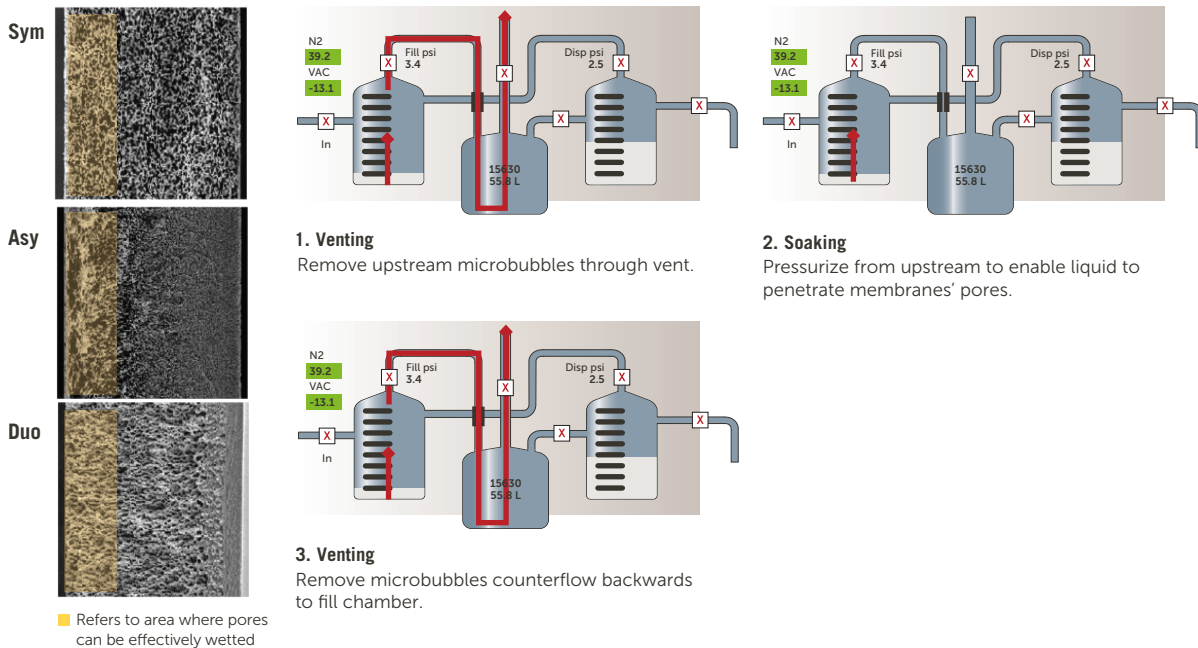 Sym
Asy
Duo
Refers to area where pores
can be effectively wetted
N2
39.2
VAC
-13.1
In
X
X
Fill psi
3.4
X
15630
55.8 L
X
Disp psi
2.5
X
X
1. Venting
Remove upstream microbubbles through vent.
N2
39.2
VAC
-13.1
In
X
X
Fill psi
3.4
X
15630
55.8 L
X
Disp psi
2.5
X
X
2. Soaking
Pressurize from upstream to enable liquid to
penetrate membranes’ pores.
N2
39.2
VAC
-13.1
In
X
X
Fill psi
3.4
X
15630
55.8 L
X
Disp psi
2.5
X
X
3. Venting
Remove microbubbles counterflow backwards
to fill chamber.